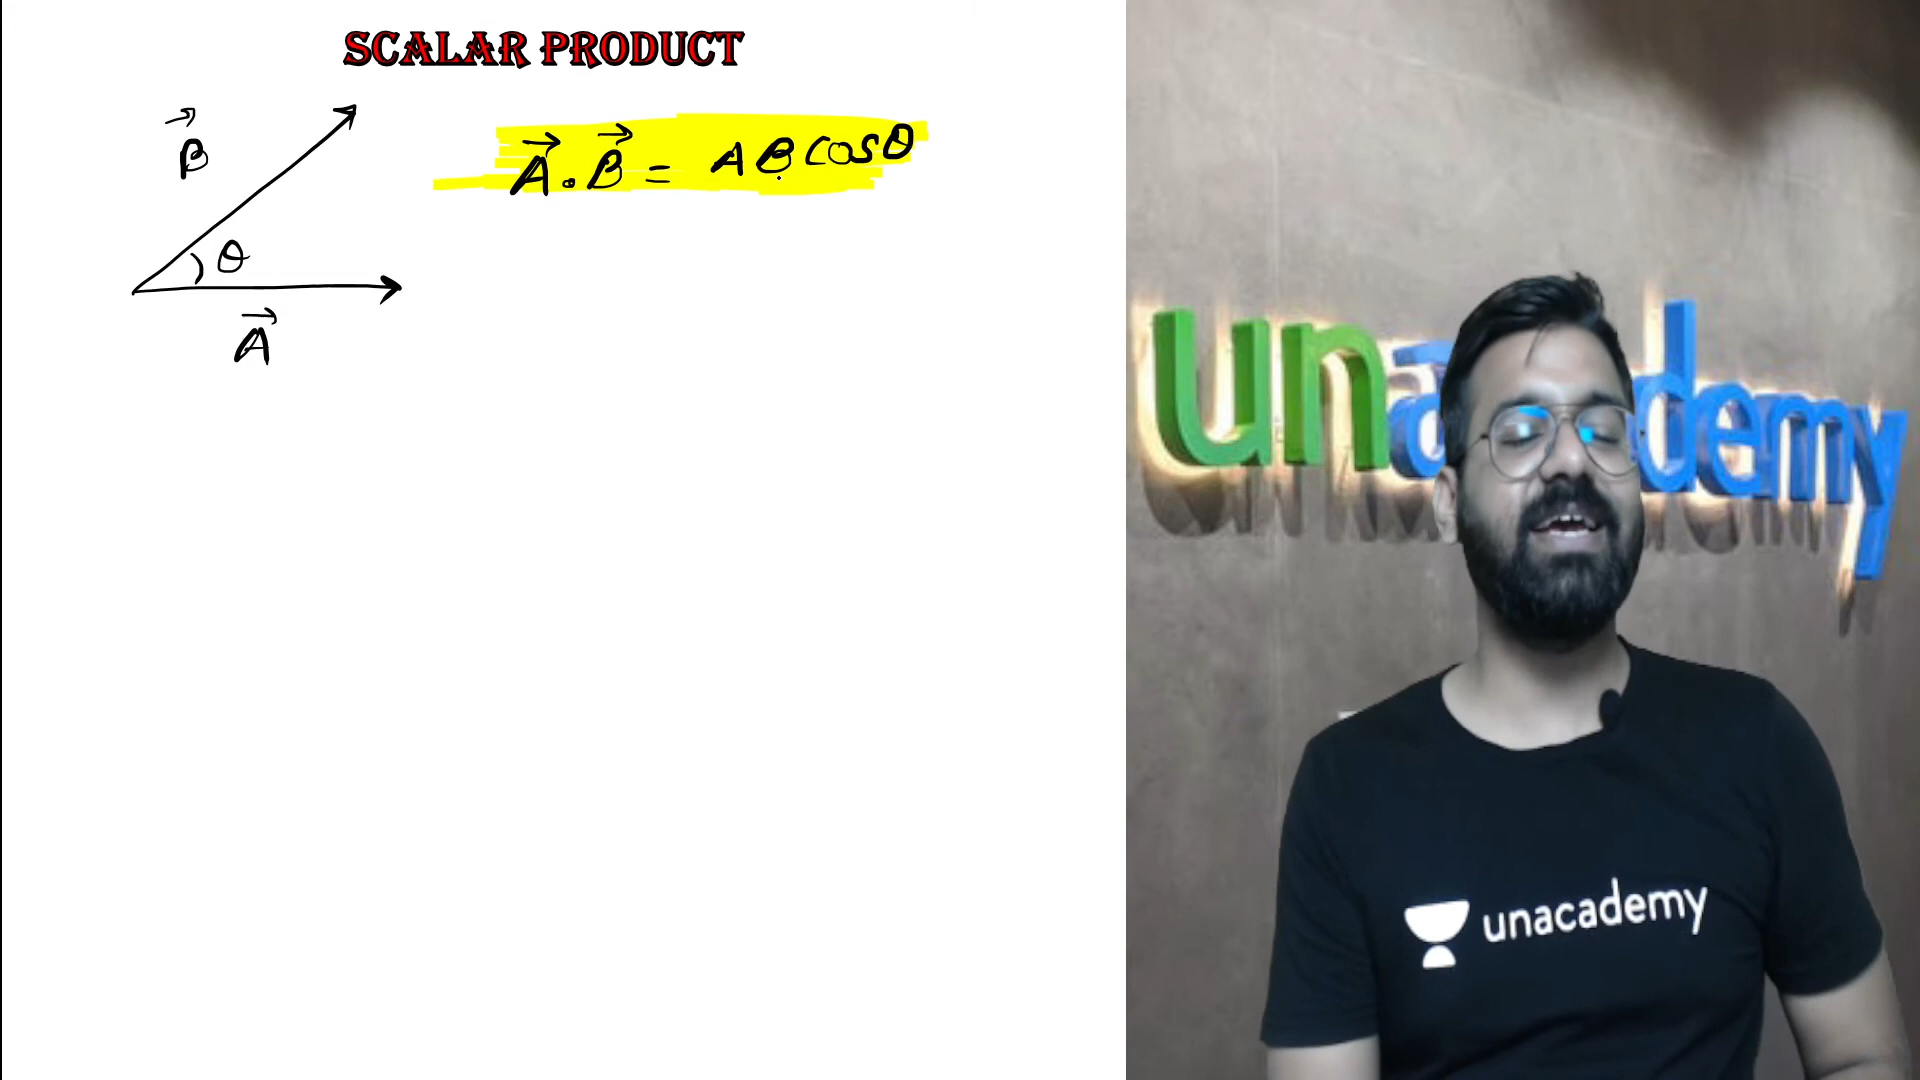 SCALAR PRODUCT
B⃗
A⃗ . B⃗ = AB cosθ
θ
A⃗
unacademy
unacademy